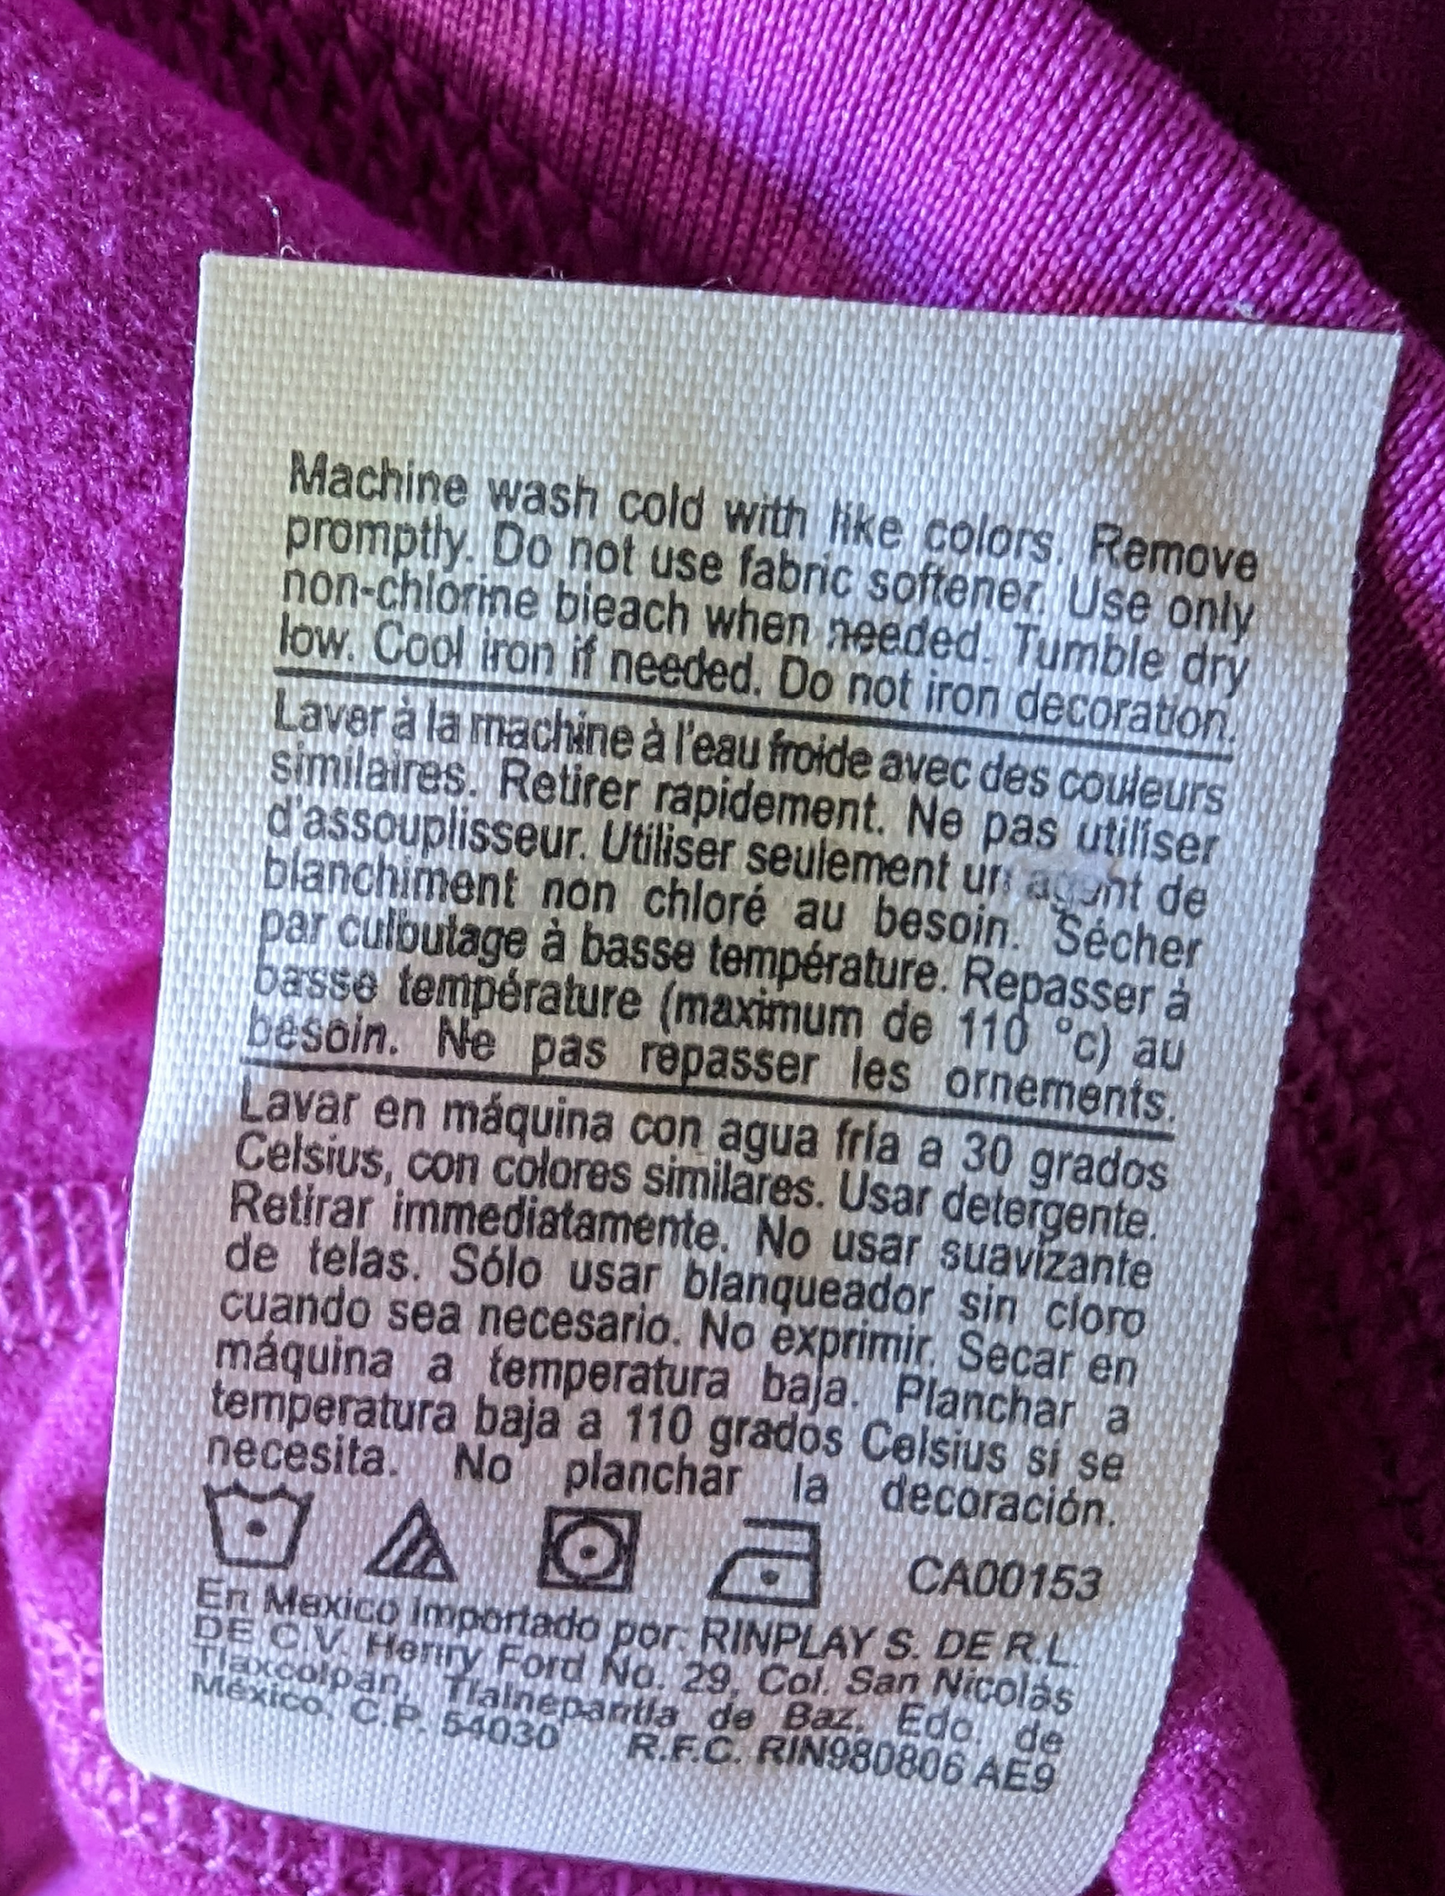 Machine wash cold with like colors. Remove
promptly. Do not use fabric softener. Use only
non-chlorine bleach when needed. Tumble dry
low. Cool iron if needed. Do not iron decoration.
Laver à la machine à l'eau froide avec des couleurs
similaires. Retirer rapidement. Ne pas utiliser
d'assouplisseur. Utiliser seulement un agent de
blanchiment non chloré au besoin. Sécher
par culbutage à basse température. Repasser à
basse température (maximum de 110 °c) au
besoin. Ne pas repasser les ornements.
Lavar en máquina con agua fría a 30 grados
Celsius, con colores similares. Usar detergente.
Retirar immediatamente. No usar suavizante
de telas. Sólo usar blanqueador sin cloro
cuando sea necesario. No exprimir. Secar en
máquina a temperatura baja. Planchar a
temperatura baja a 110 grados Celsius si se
necesita. No planchar la decoración.
CA00153
En Mexico Importado por: RINPLAY S. DE R.L.
DE C.V. Henry Ford No. 29, Col. San Nicolás
Tlaxcolpan, Tlalnepantla de Baz, Edo. de
México, C.P. 54030 R.F.C. RIN980806 AE9